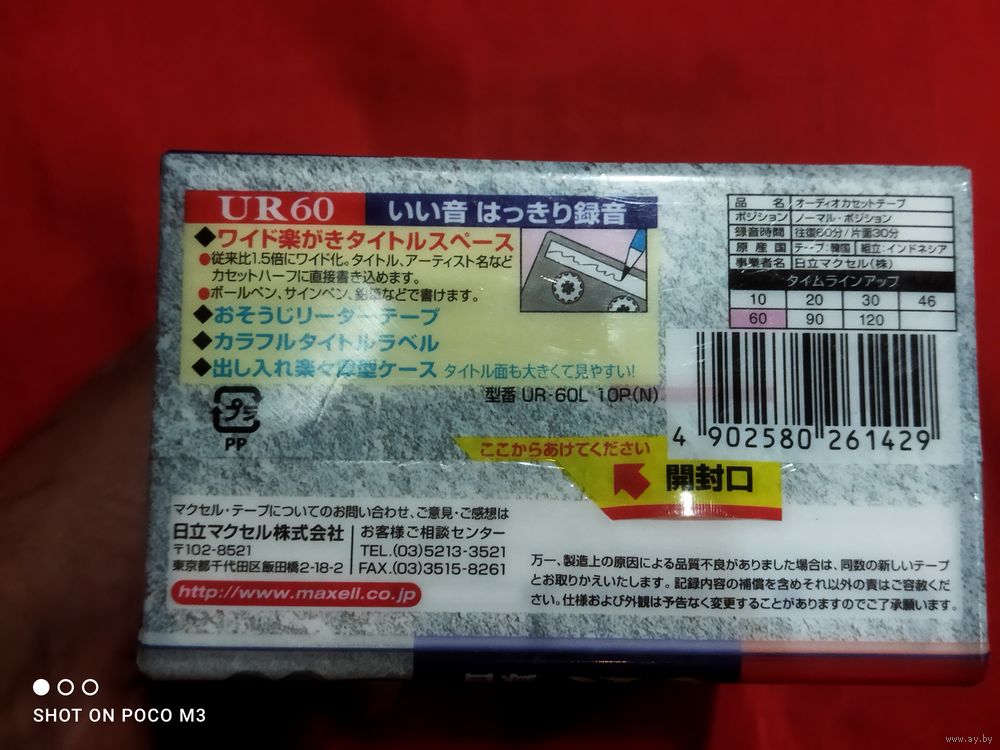 UR60 いい音 はっきり録音
◆ワイド楽がきタイトルスペース
●従来比1.5倍にワイド化。タイトル、アーティスト名など
カセットハーフに直接書き込めます。
●ボールペン、サインペン、鉛筆などで書けます。
◆おそうじリーダーテープ
◆カラフルタイトルラベル
◆出し入れ楽々厚型ケース タイトル面も大きくて見やすい!
型番 UR-60L 10P(N)
プラ
PP
品 名 オーディオカセットテープ
ポジション ノーマル・ポジション
録音時間 往復60分/片面30分
原産国 テープ:韓国 組立:インドネシア
事業者名 日立マクセル(株)
タイムラインアップ
10 20 30 46
60 90 120
4 902580 261429
ここからあけてください
開封口
マクセル・テープについてのお問い合わせ、ご意見・ご感想は
日立マクセル株式会社 お客様ご相談センター
〒102-8521 TEL.(03)5213-3521
東京都千代田区飯田橋2-18-2 FAX.(03)3515-8261
http://www.maxell.co.jp
万一、製造上の原因による品質不良がありました場合は、同数の新しいテープ
とお取りかえいたします。記録内容の補償を含めそれ以外の責はご容赦くだ
さい。仕様および外観は予告なく変更することがありますのでご了承願います。
SHOT ON POCO M3
www.ay.by